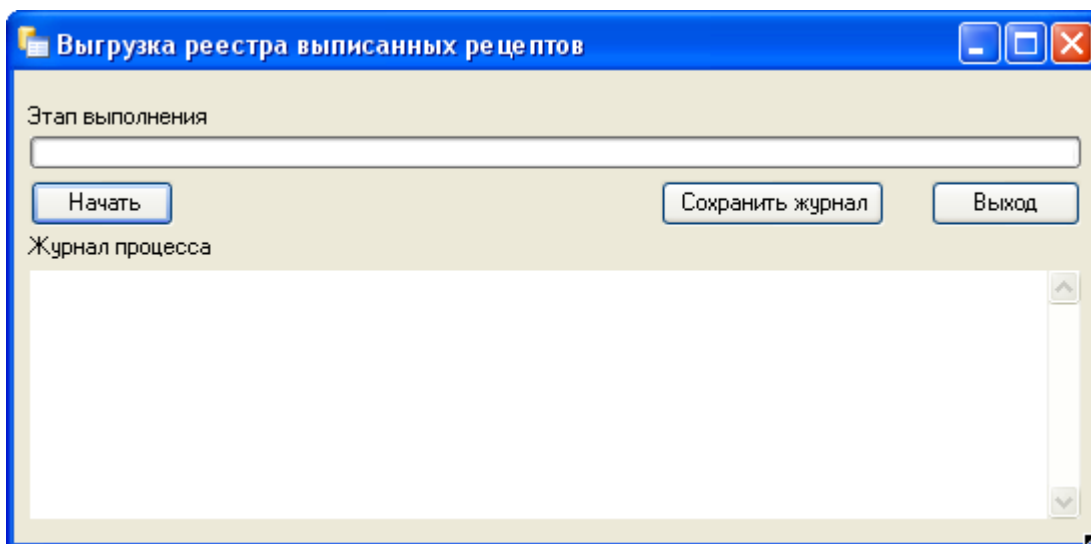 Выгрузка реестра выписанных рецептов
Этап выполнения
Начать Сохранить журнал Выход
Журнал процесса